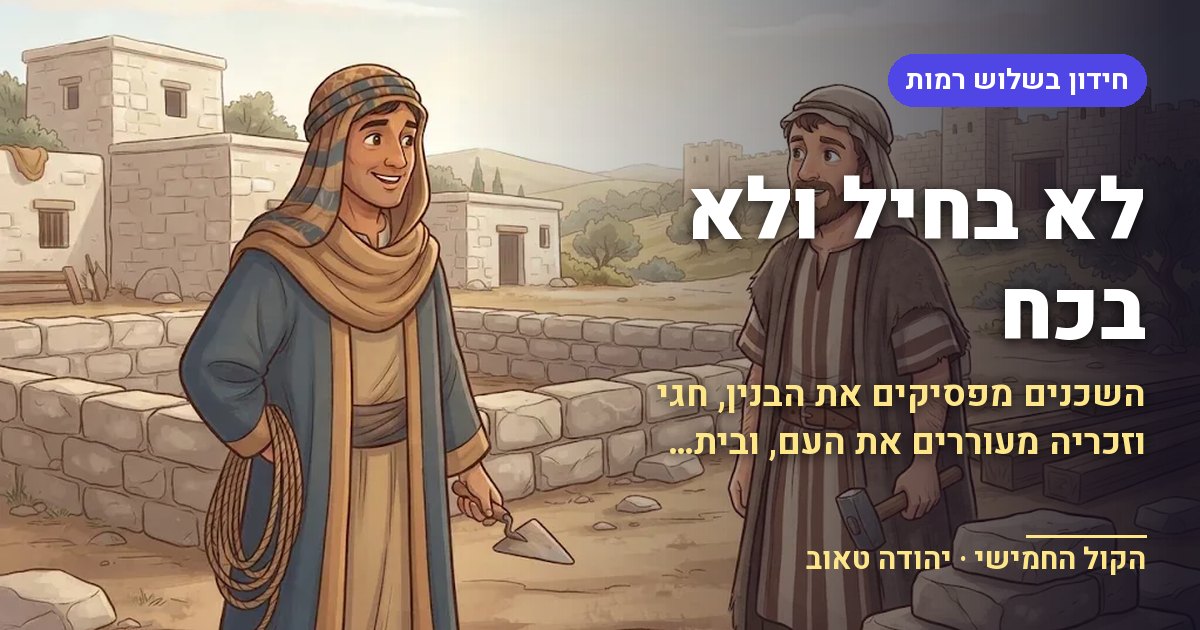 חידון בשלוש רמות
לא בחיל ולא
בכח
השכנים מפסיקים את הבנין, חגי
וזכריה מעוררים את העם, ובית...
הקול החמישי · יהודה טאוב